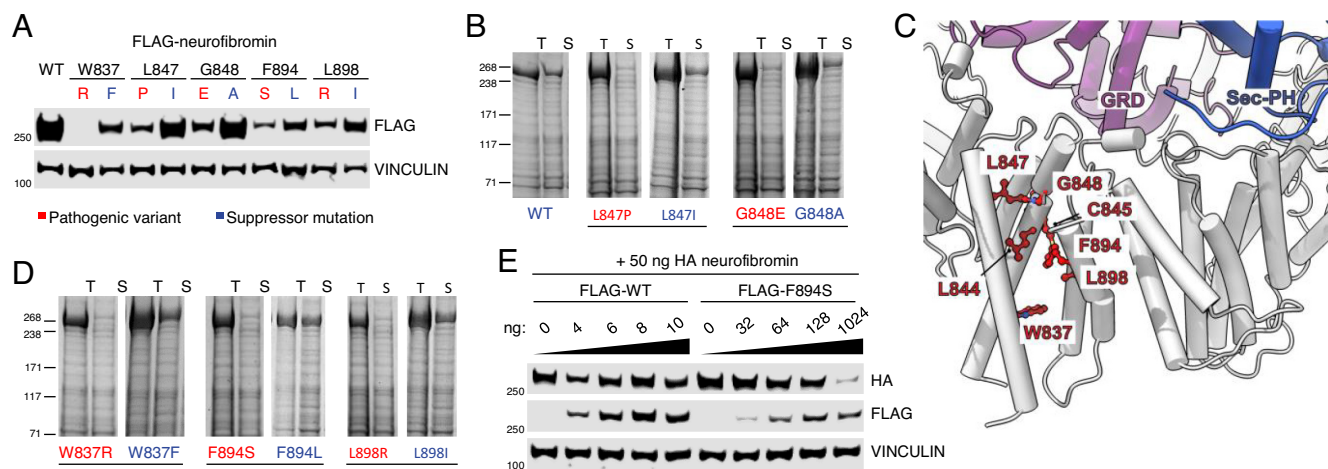 A
FLAG-neurofibromin
WT W837 L847 G848 F894 L898
R F P I E A S L R I
250 FLAG
100 VINCULIN
Pathogenic variant Suppressor mutation
B
T S T S T S T S T S
268
238
171
117
71
WT L847P L847I G848E G848A
C
GRD Sec-PH
L847
G848
C845
F894
L844 L898
W837
D
T S T S T S T S T S T S
268
238
171
117
71
W837R W837F F894S F894L L898R L898I
E
+ 50 ng HA neurofibromin
FLAG-WT FLAG-F894S
ng: 0 4 6 8 10 0 32 64 128 1024
250 HA
250 FLAG
100 VINCULIN